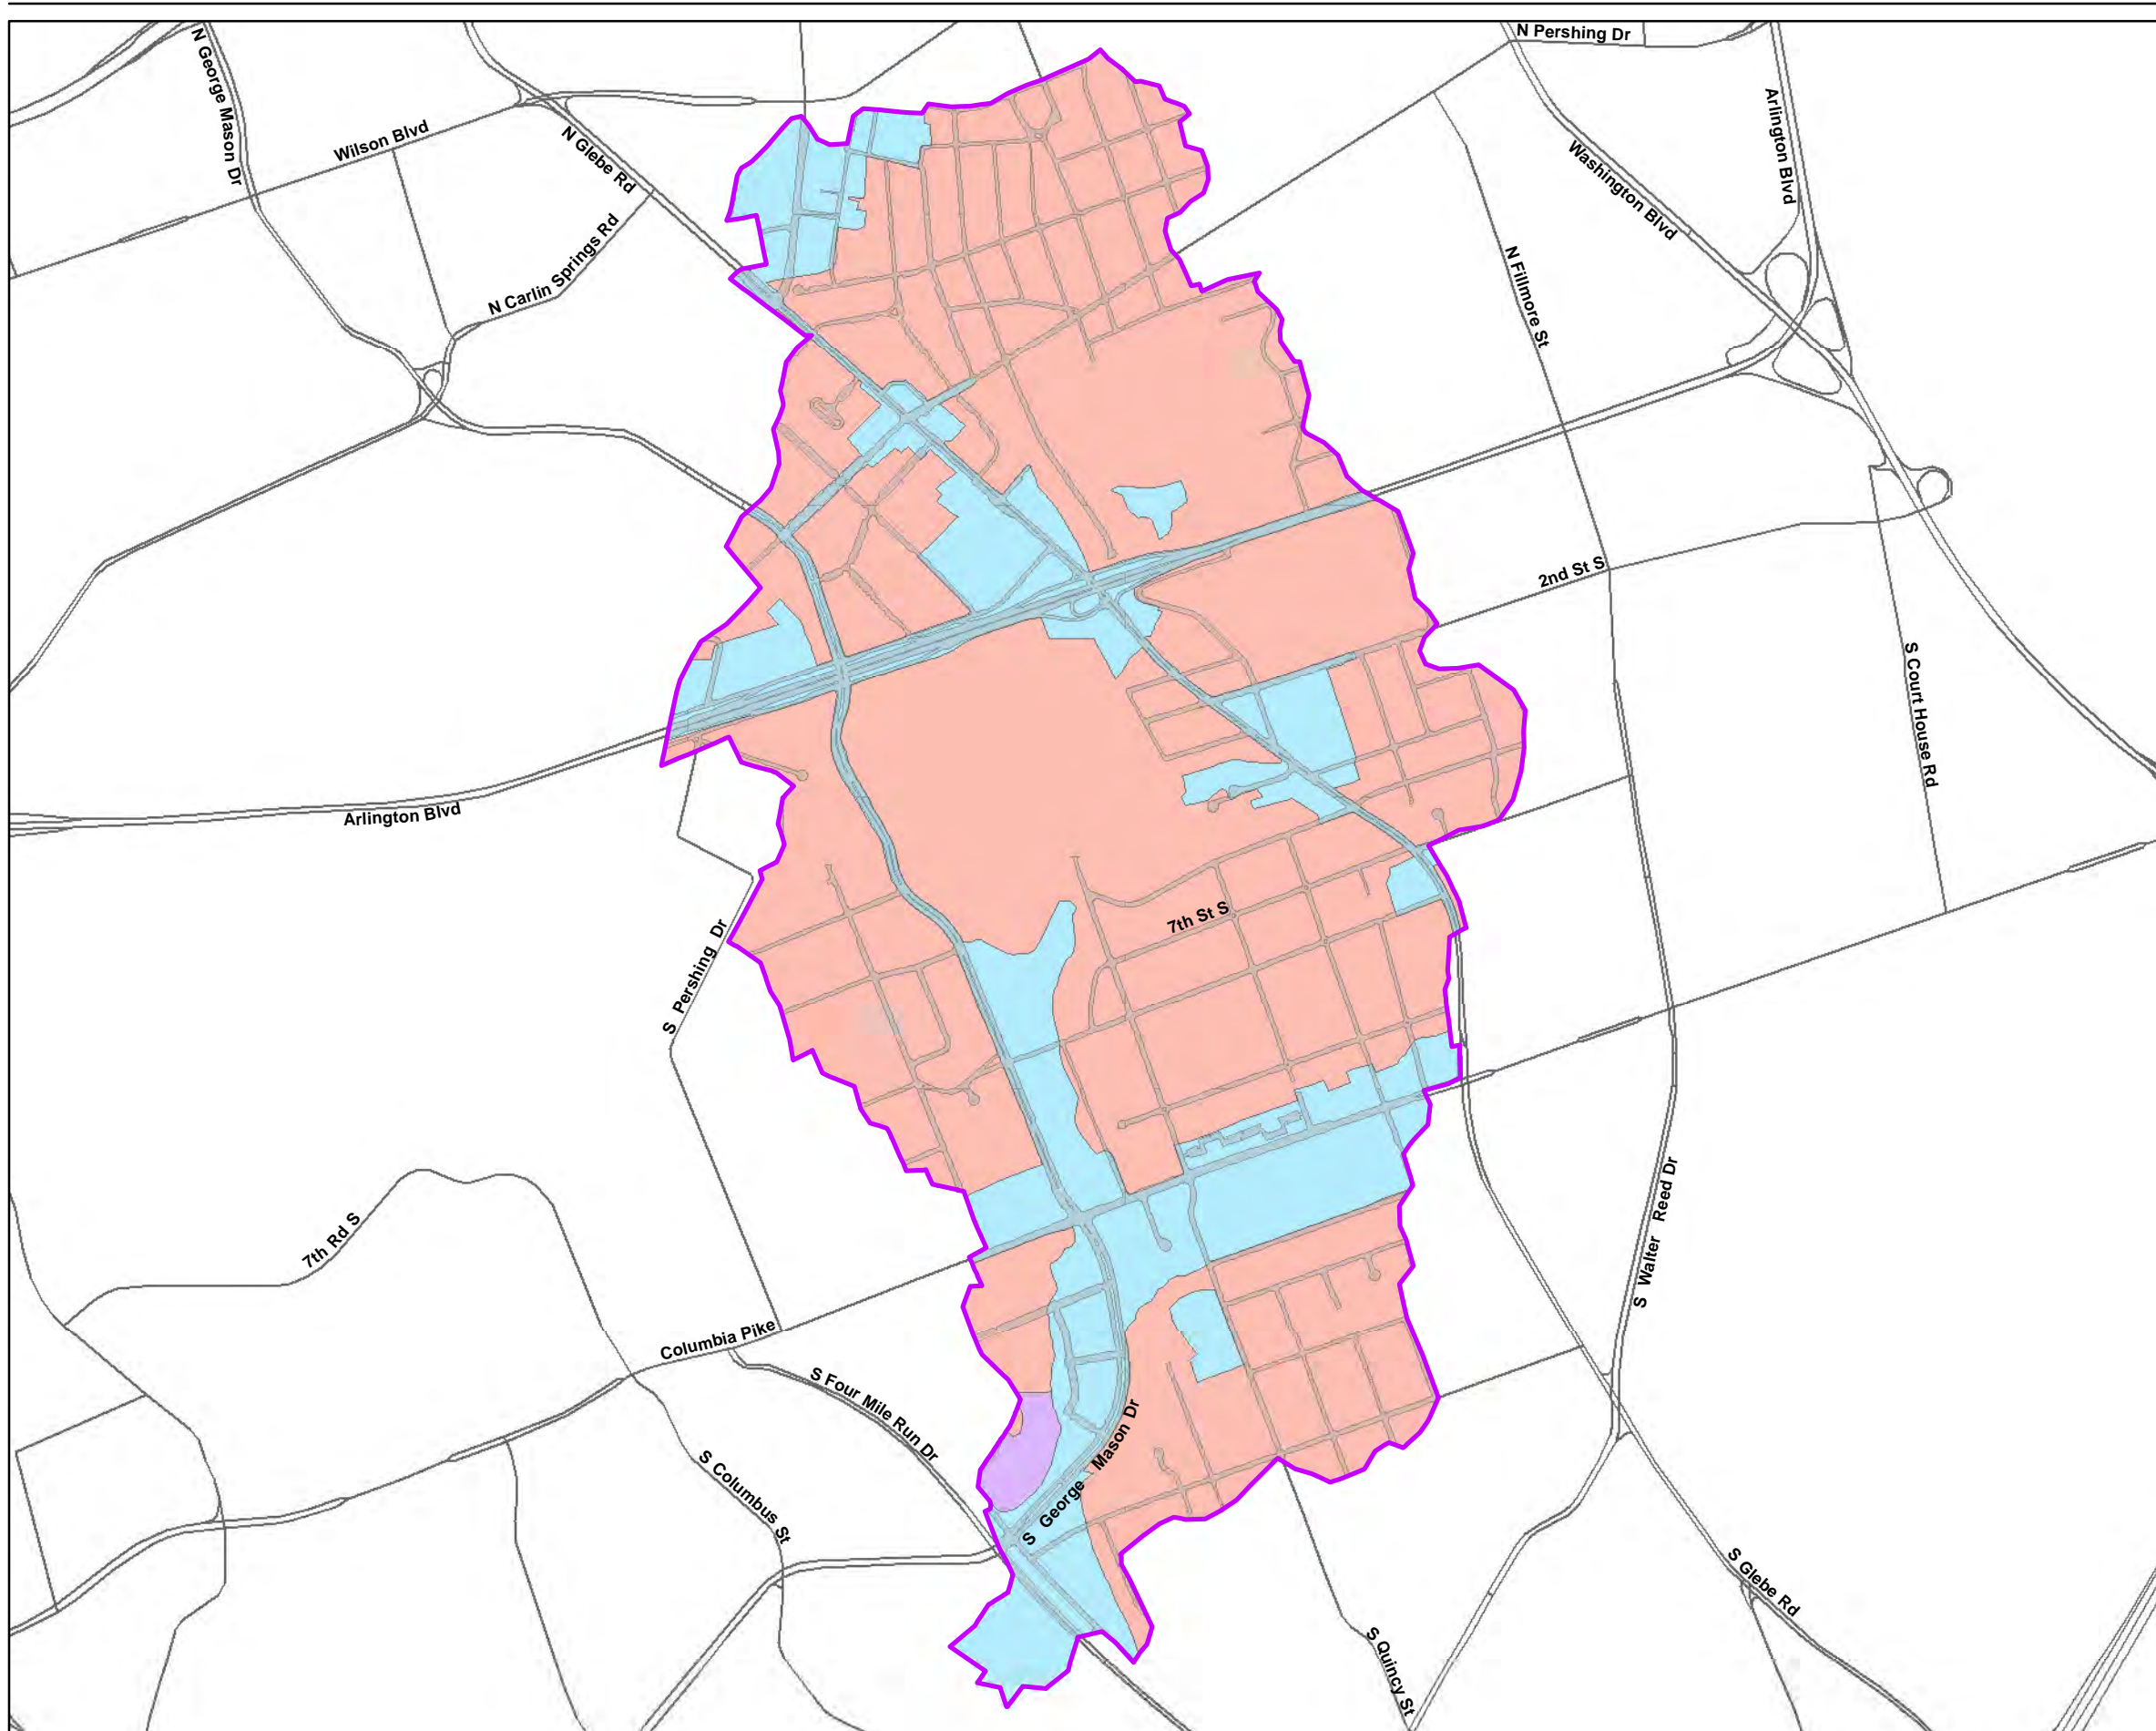 N Pershing Dr
N George Mason Dr
Wilson Blvd
N Glebe Rd
Arlington Blvd
Washington Blvd
N Carlin Springs Rd
N Fillmore St
2nd St S
S Court House Rd
Arlington Blvd
7th St S
S Pershing Dr
S Walter Reed Dr
7th Rd S
Columbia Pike
S Four Mile Run Dr
S George Mason Dr
S Columbus St
S Glebe Rd
S Quincy St